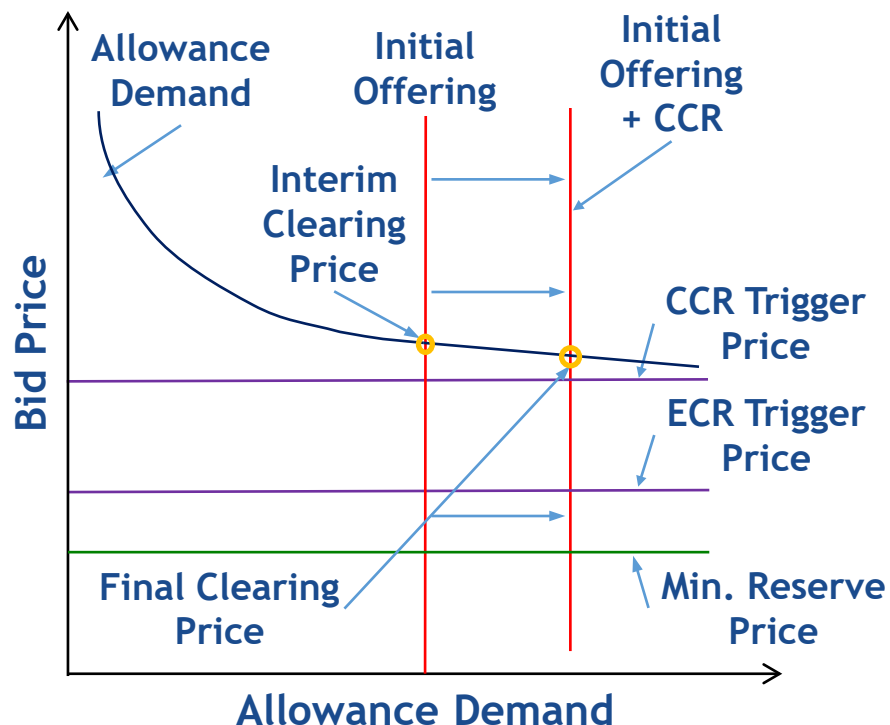 Allowance
Demand
Initial
Offering
Initial
Offering
+ CCR
Interim
Clearing
Price
CCR Trigger
Price
ECR Trigger
Price
Bid Price
Final Clearing
Price
Min. Reserve
Price
Allowance Demand